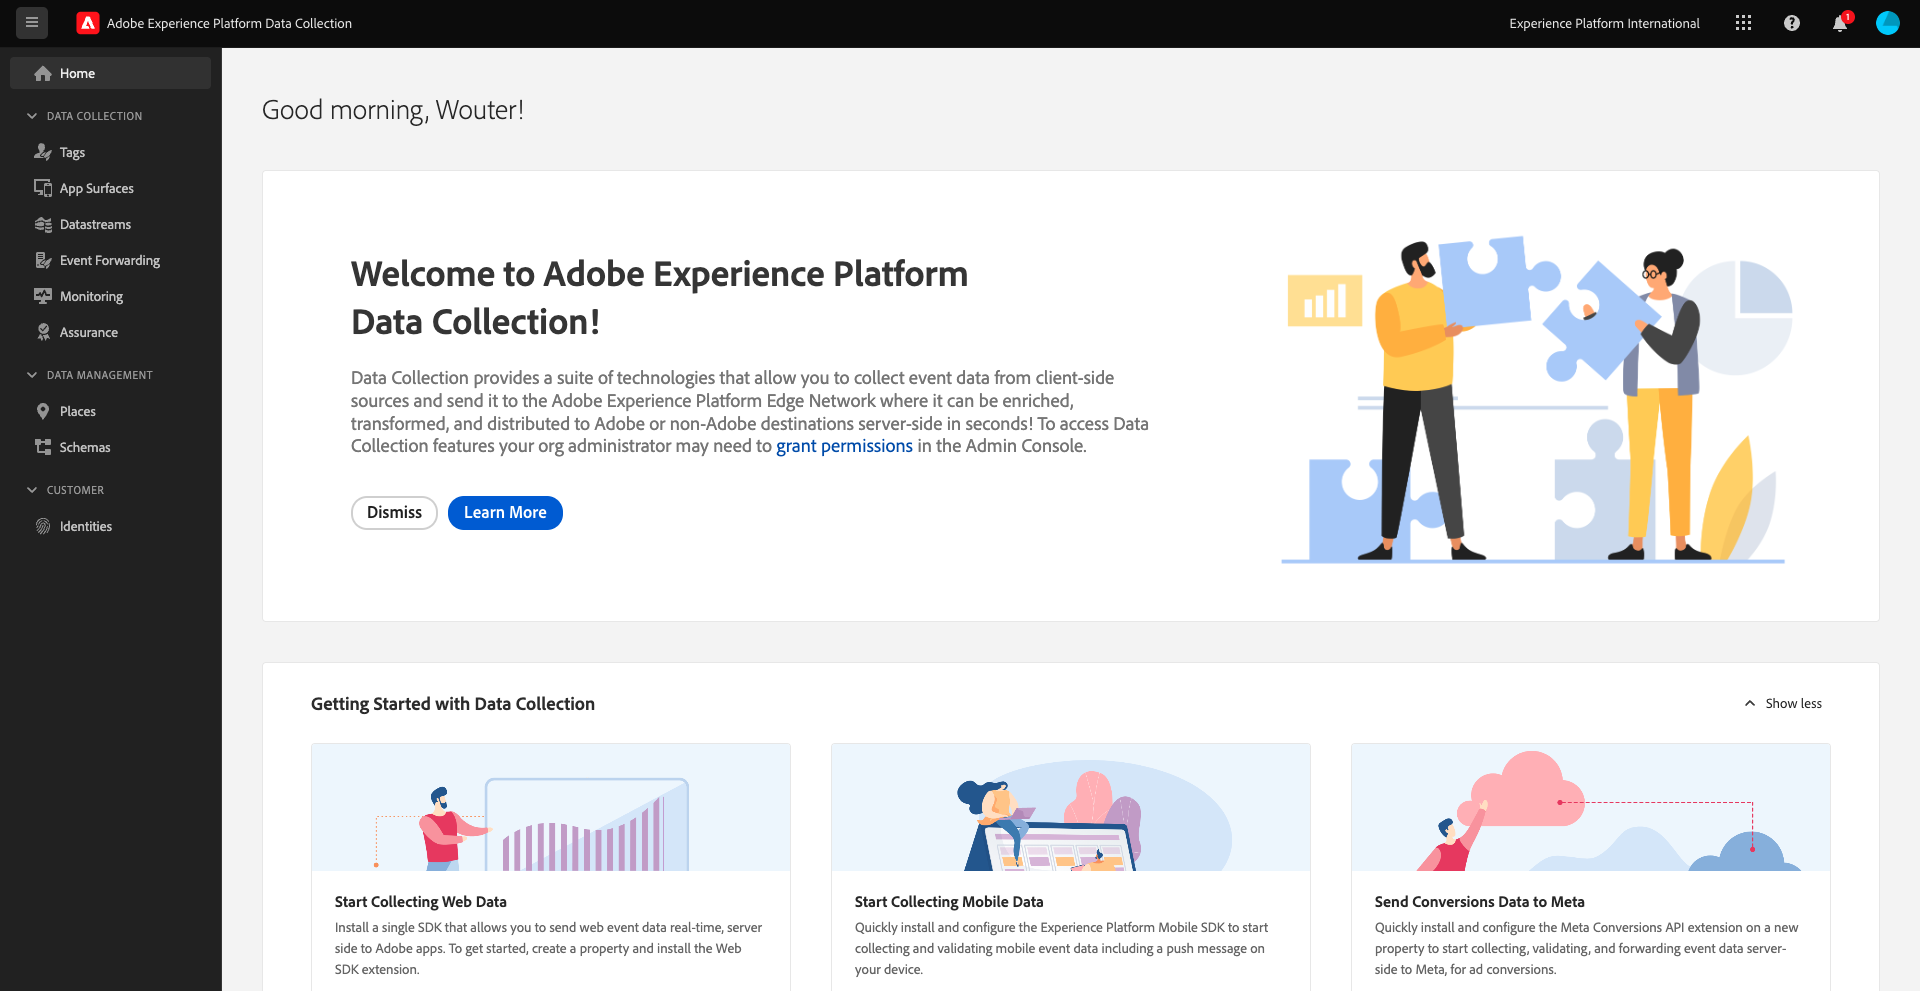 Adobe Experience Platform Data Collection
Experience Platform International
1
Home
DATA COLLECTION
Tags
App Surfaces
Datastreams
Event Forwarding
Monitoring
Assurance
DATA MANAGEMENT
Places
Schemas
CUSTOMER
Identities
Good morning, Wouter!
Welcome to Adobe Experience Platform
Data Collection!
Data Collection provides a suite of technologies that allow you to collect event data from client-side
sources and send it to the Adobe Experience Platform Edge Network where it can be enriched,
transformed, and distributed to Adobe or non-Adobe destinations server-side in seconds! To access Data
Collection features your org administrator may need to grant permissions in the Admin Console.
Dismiss
Learn More
Getting Started with Data Collection
Show less
Start Collecting Web Data
Install a single SDK that allows you to send web event data real-time, server
side to Adobe apps. To get started, create a property and install the Web
SDK extension.
Start Collecting Mobile Data
Quickly install and configure the Experience Platform Mobile SDK to start
collecting and validating mobile event data including a push message on
your device.
Send Conversions Data to Meta
Quickly install and configure the Meta Conversions API extension on a new
property to start collecting, validating, and forwarding event data server-
side to Meta, for ad conversions.